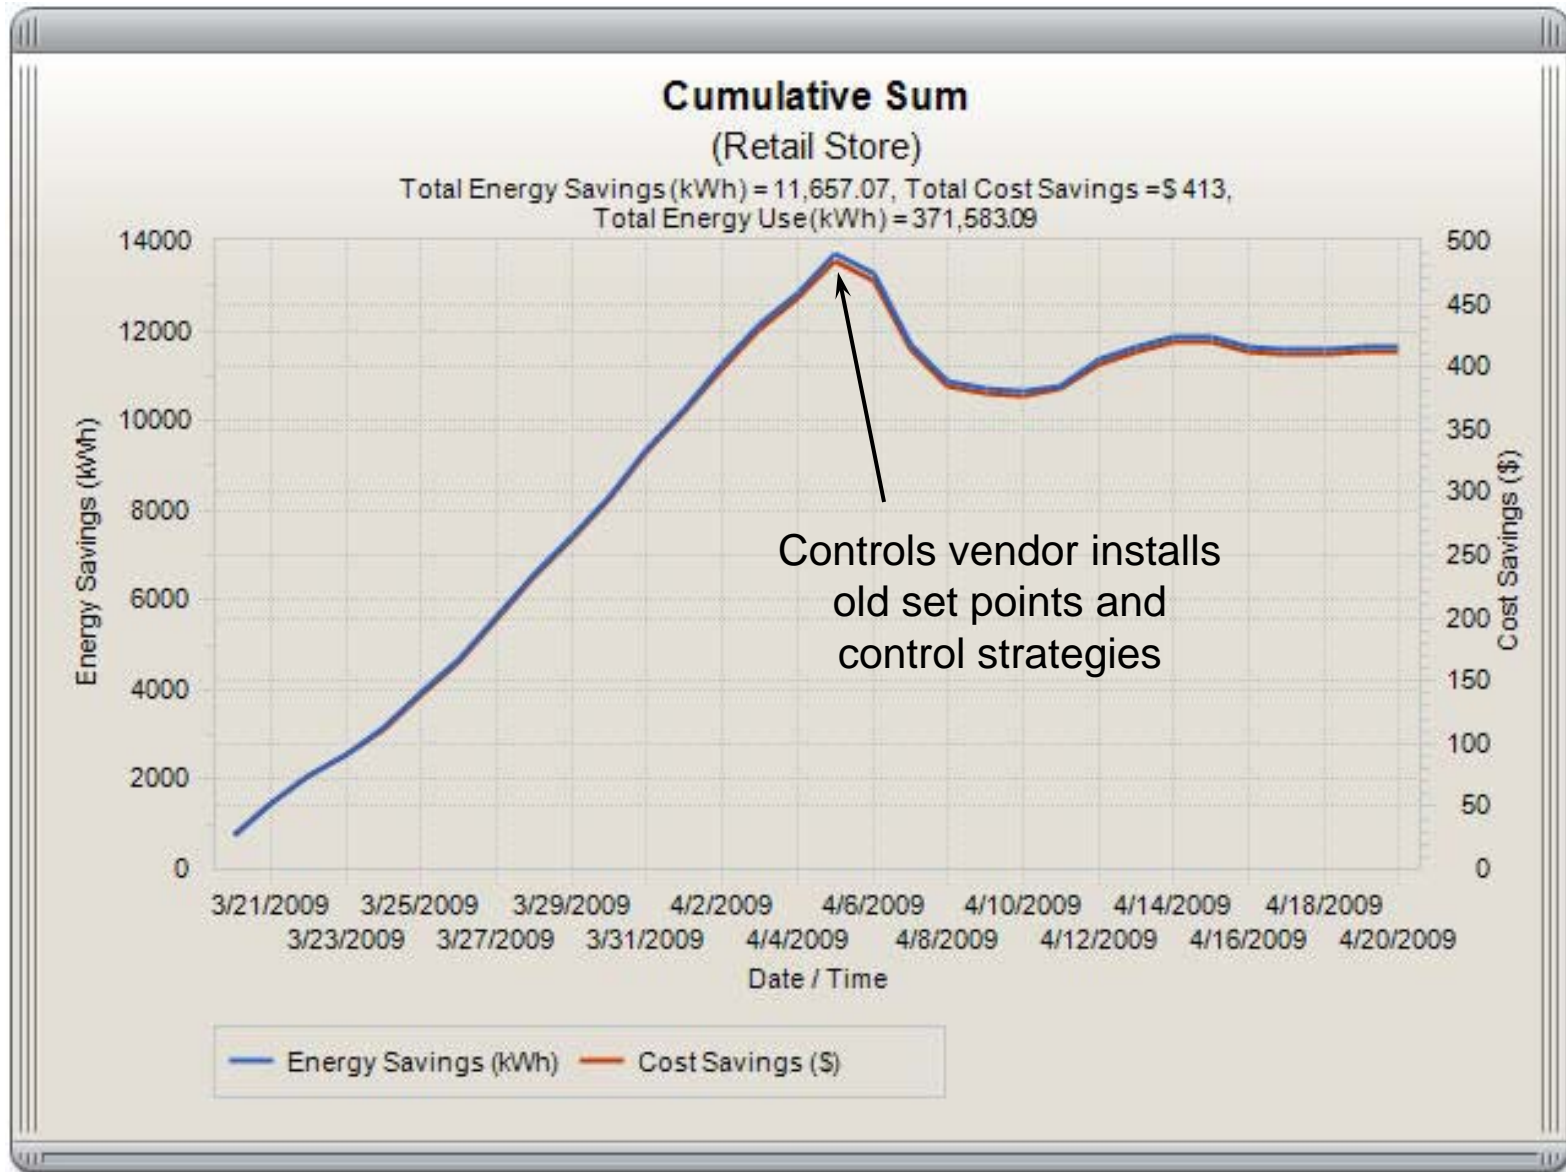 Cumulative Sum
(Retail Store)
Total Energy Savings (kWh) = 11,657.07, Total Cost Savings =$ 413,
Total Energy Use(kWh) = 371,583.09
14000
12000
10000
8000
6000
4000
2000
0
Energy Savings (kWh)
500
450
400
350
300
250
200
150
100
50
0
Cost Savings ($)
Controls vendor installs
old set points and
control strategies
3/21/2009 3/25/2009 3/29/2009 4/2/2009 4/6/2009 4/10/2009 4/14/2009 4/18/2009
3/23/2009 3/27/2009 3/31/2009 4/4/2009 4/8/2009 4/12/2009 4/16/2009 4/20/2009
Date / Time
Energy Savings (kWh) Cost Savings ($)